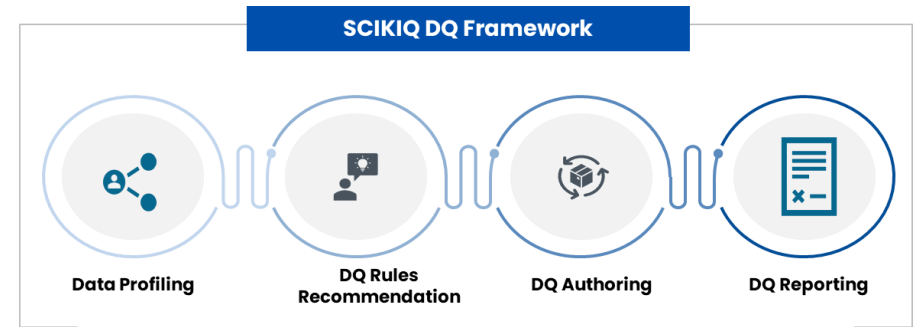 SCIKIQ DQ Framework
Data Profiling
DQ Rules
Recommendation
DQ Authoring
DQ Reporting